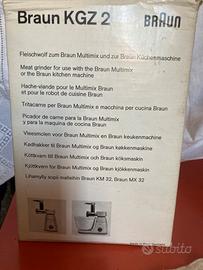 Braun KGZ 2 BRAUN
Fleischwolf zum Braun Multimix und zur Braun Küchenmaschine
Meat grinder for use with the Braun Multimix
or the Braun kitchen machine
Hache-viande pour le Braun Multimix
et pour le robot de cuisine Braun
Tritacarne per Braun Multimix e macchina per cucina Braun
Picador de carne para la Braun Multimix
y para la maquina de cocina Braun
Vleesmolen voor Braun Multimix en Braun keukenmachine
Kødhakker til Braun Multimix og Braun køkkenmaskine
Köttkvarn till Braun Multimix och Braun köksmaskin
Kjøttkvern for Braun Multimix og Braun kjøkkenmaskin
Lihamylly sopii malleihin Braun KM 32, Braun MX 32
subito